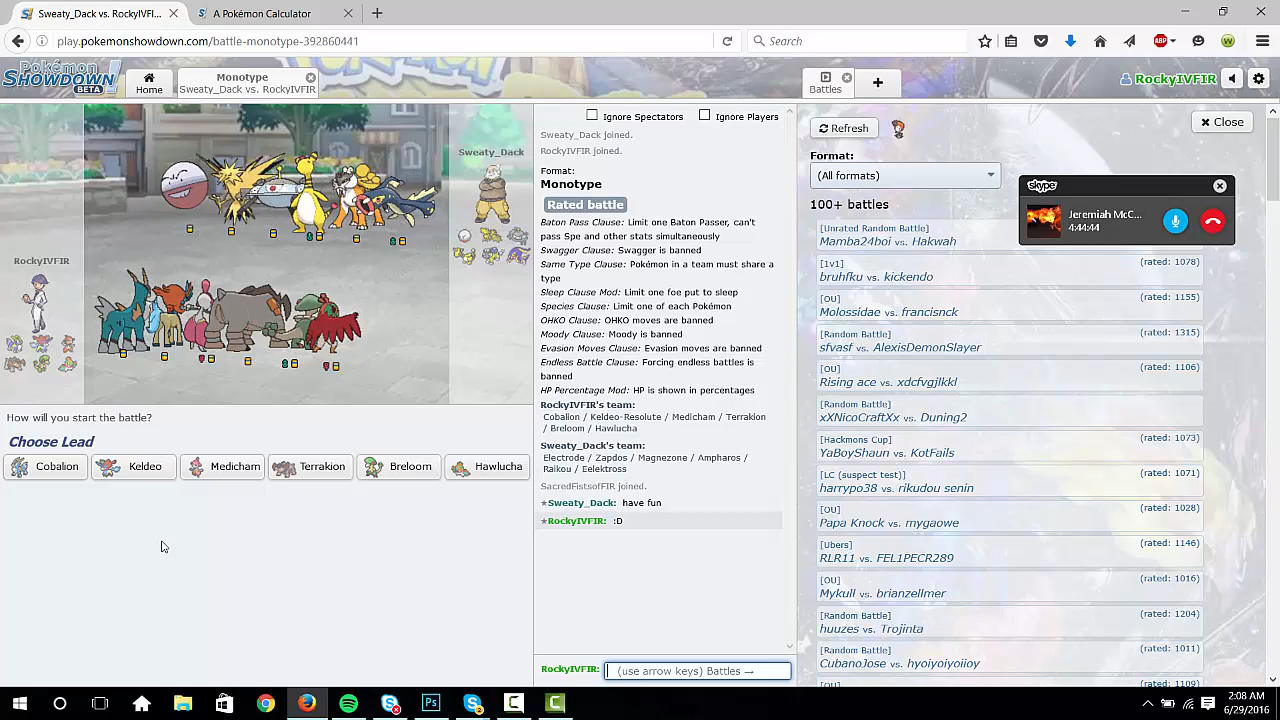 Sweaty_Dack vs. RockyIVFI...
A Pokémon Calculator
play.pokemonshowdown.com/battle-monotype-392860441
Search
ABP
Pokémon
SHOWDOWN
BETA
Home
Monotype
Sweaty_Dack vs. RockyIVFIR
Battles
RockyIVFIR
Sweaty_Dack
RockyIVFIR
How will you start the battle?
Choose Lead
Cobalion
Keldeo
Medicham
Terrakion
Breloom
Hawlucha
Ignore Spectators
Ignore Players
Sweaty_Dack joined.
RockyIVFIR joined.
Format:
Monotype
Rated battle
Baton Pass Clause: Limit one Baton Passer, can't
pass Spe and other stats simultaneously
Swagger Clause: Swagger is banned
Same Type Clause: Pokémon in a team must share a
type
Sleep Clause Mod: Limit one foe put to sleep
Species Clause: Limit one of each Pokémon
OHKO Clause: OHKO moves are banned
Moody Clause: Moody is banned
Evasion Moves Clause: Evasion moves are banned
Endless Battle Clause: Forcing endless battles is
banned
HP Percentage Mod: HP is shown in percentages
RockyIVFIR's team:
Cobalion / Keldeo-Resolute / Medicham / Terrakion
/ Breloom / Hawlucha
Sweaty_Dack's team:
Electrode / Zapdos / Magnezone / Ampharos /
Raikou / Eelektross
SacredFistsofFIR joined.
★Sweaty_Dack: have fun
★RockyIVFIR: :D
RockyIVFIR: (use arrow keys) Battles →
Refresh
Close
Format:
(All formats)
100+ battles
skype
Jeremiah McC...
4:44:44
[Unrated Random Battle]
Mamba24boi vs. Hakwah
[1v1]
(rated: 1078)
bruhfku vs. kickendo
[OU]
(rated: 1155)
Molossidae vs. francisnck
[Random Battle]
(rated: 1315)
sfvasf vs. AlexisDemonSlayer
[OU]
(rated: 1106)
Rising ace vs. xdcfvgjlkkl
[Random Battle]
xXNicoCraftXx vs. Duning2
[Hackmons Cup]
(rated: 1073)
YaBoyShaun vs. KotFails
[LC (suspect test)]
(rated: 1071)
harrypo38 vs. rikudou senin
[OU]
(rated: 1028)
Papa Knock vs. mygaowe
[Ubers]
(rated: 1146)
RLR11 vs. FEL1PECR289
[OU]
(rated: 1016)
Mykull vs. brianzellmer
[Random Battle]
(rated: 1204)
huuzes vs. Trojinta
[Random Battle]
(rated: 1011)
CubanoJose vs. hyoiyoiyoiioy
[OU]
(rated: 1109)
2:08 AM
6/29/2016